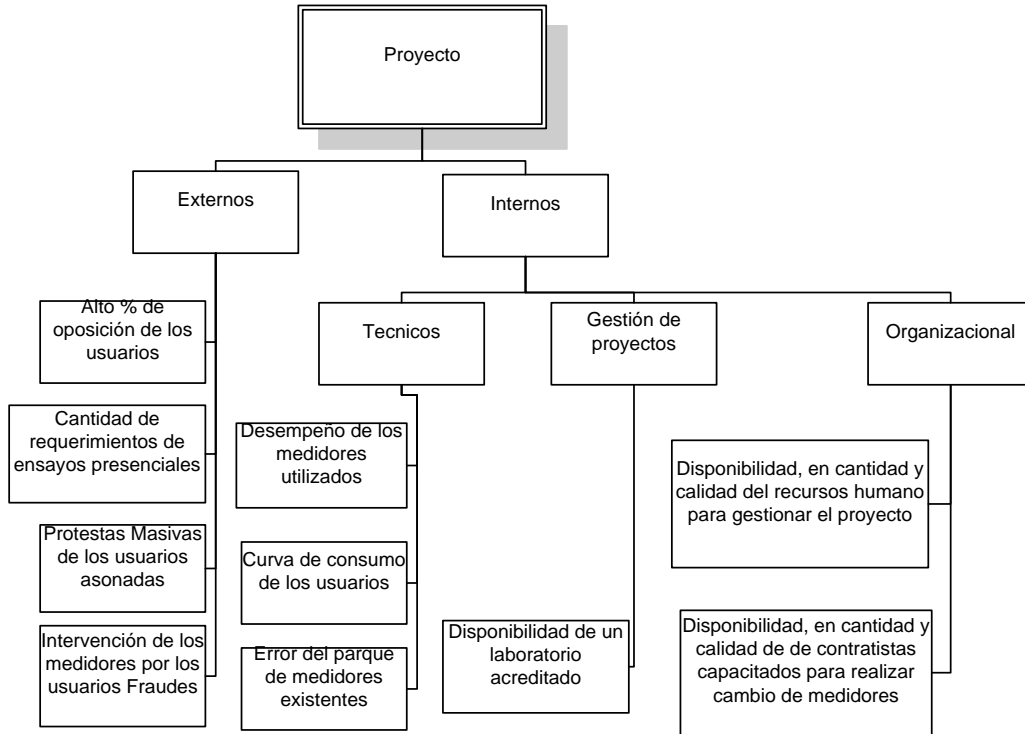 Proyecto
Externos
Internos
Alto % de
oposición de los
usuarios
Cantidad de
requerimientos de
ensayos presenciales
Protestas Masivas
de los usuarios
asonadas
Intervención de los
medidores por los
usuarios Fraudes
Tecnicos
Desempeño de los
medidores
utilizados
Curva de consumo
de los usuarios
Error del parque
de medidores
existentes
Gestión de
proyectos
Disponibilidad de un
laboratorio
acreditado
Organizacional
Disponibilidad, en cantidad y
calidad del recursos humano
para gestionar el proyecto
Disponibilidad, en cantidad y
calidad de de contratistas
capacitados para realizar
cambio de medidores